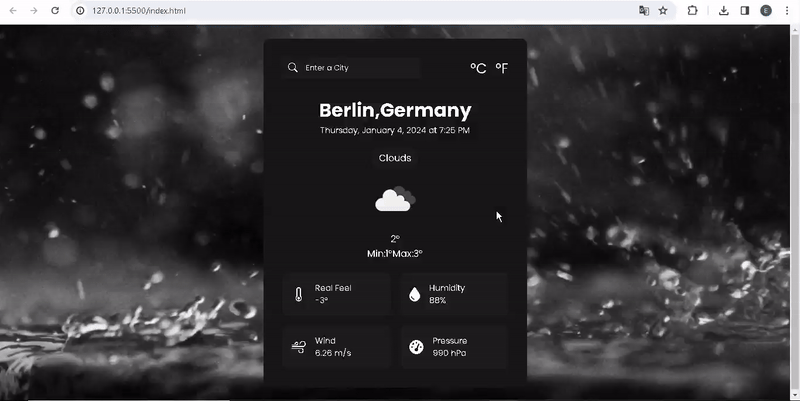 127.0.0.1:5500/index.html
E
Enter a City
°C °F
Berlin,Germany
Thursday, January 4, 2024 at 7:25 PM
Clouds
2°
Min:1°Max:3°
Real Feel
-3°
Humidity
88%
Wind
6.26 m/s
Pressure
990 hPa